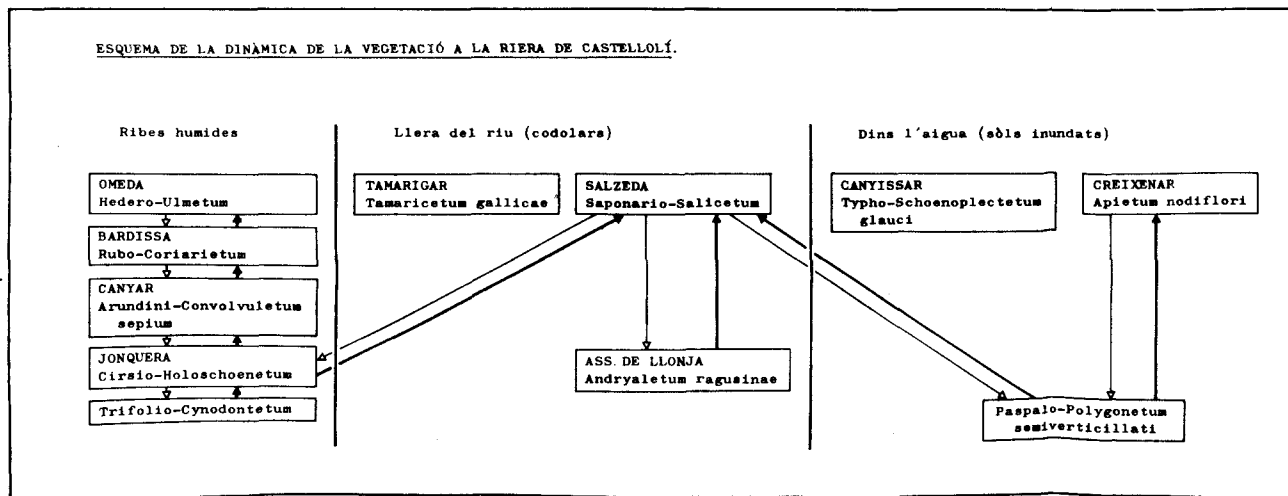 ESQUEMA DE LA DINÀMICA DE LA VEGETACIÓ A LA RIERA DE CASTELLOLÍ.
Ribes humides
OMEDA
Hedero-Ulmetum
BARDISSA
Rubo-Coriarietum
CANYAR
Arundini-Convolvuletum
sepium
JONQUERA
Cirsio-Holoschoenetum
Trifolio-Cynodontetum
Llera del riu (codolars)
TAMARIGAR
Tamaricetum gallicae
SALZEDA
Saponario-Salicetum
ASS. DE LLONJA
Andryaletum ragusinae
Dins l'aigua (sòls inundats)
CANYISSAR
Typho-Schoenoplectetum
glauci
CREIXENAR
Apietum nodiflori
Paspalo-Polygonetum
semiverticillati